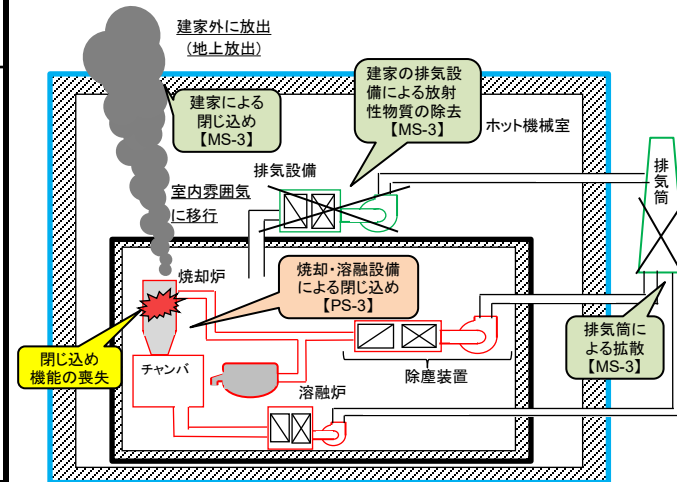 建家外に放出
(地上放出)
建家による
閉じ込め
【MS-3】
建家の排気設
備による放射
性物質の除去
【MS-3】
ホット機械室
排気設備
排気筒
室内雰囲気
に移行
焼却炉
焼却・溶融設備
による閉じ込め
【PS-3】
閉じ込め
機能の喪失
チャンバ
溶融炉
除塵装置
排気筒に
よる拡散
【MS-3】